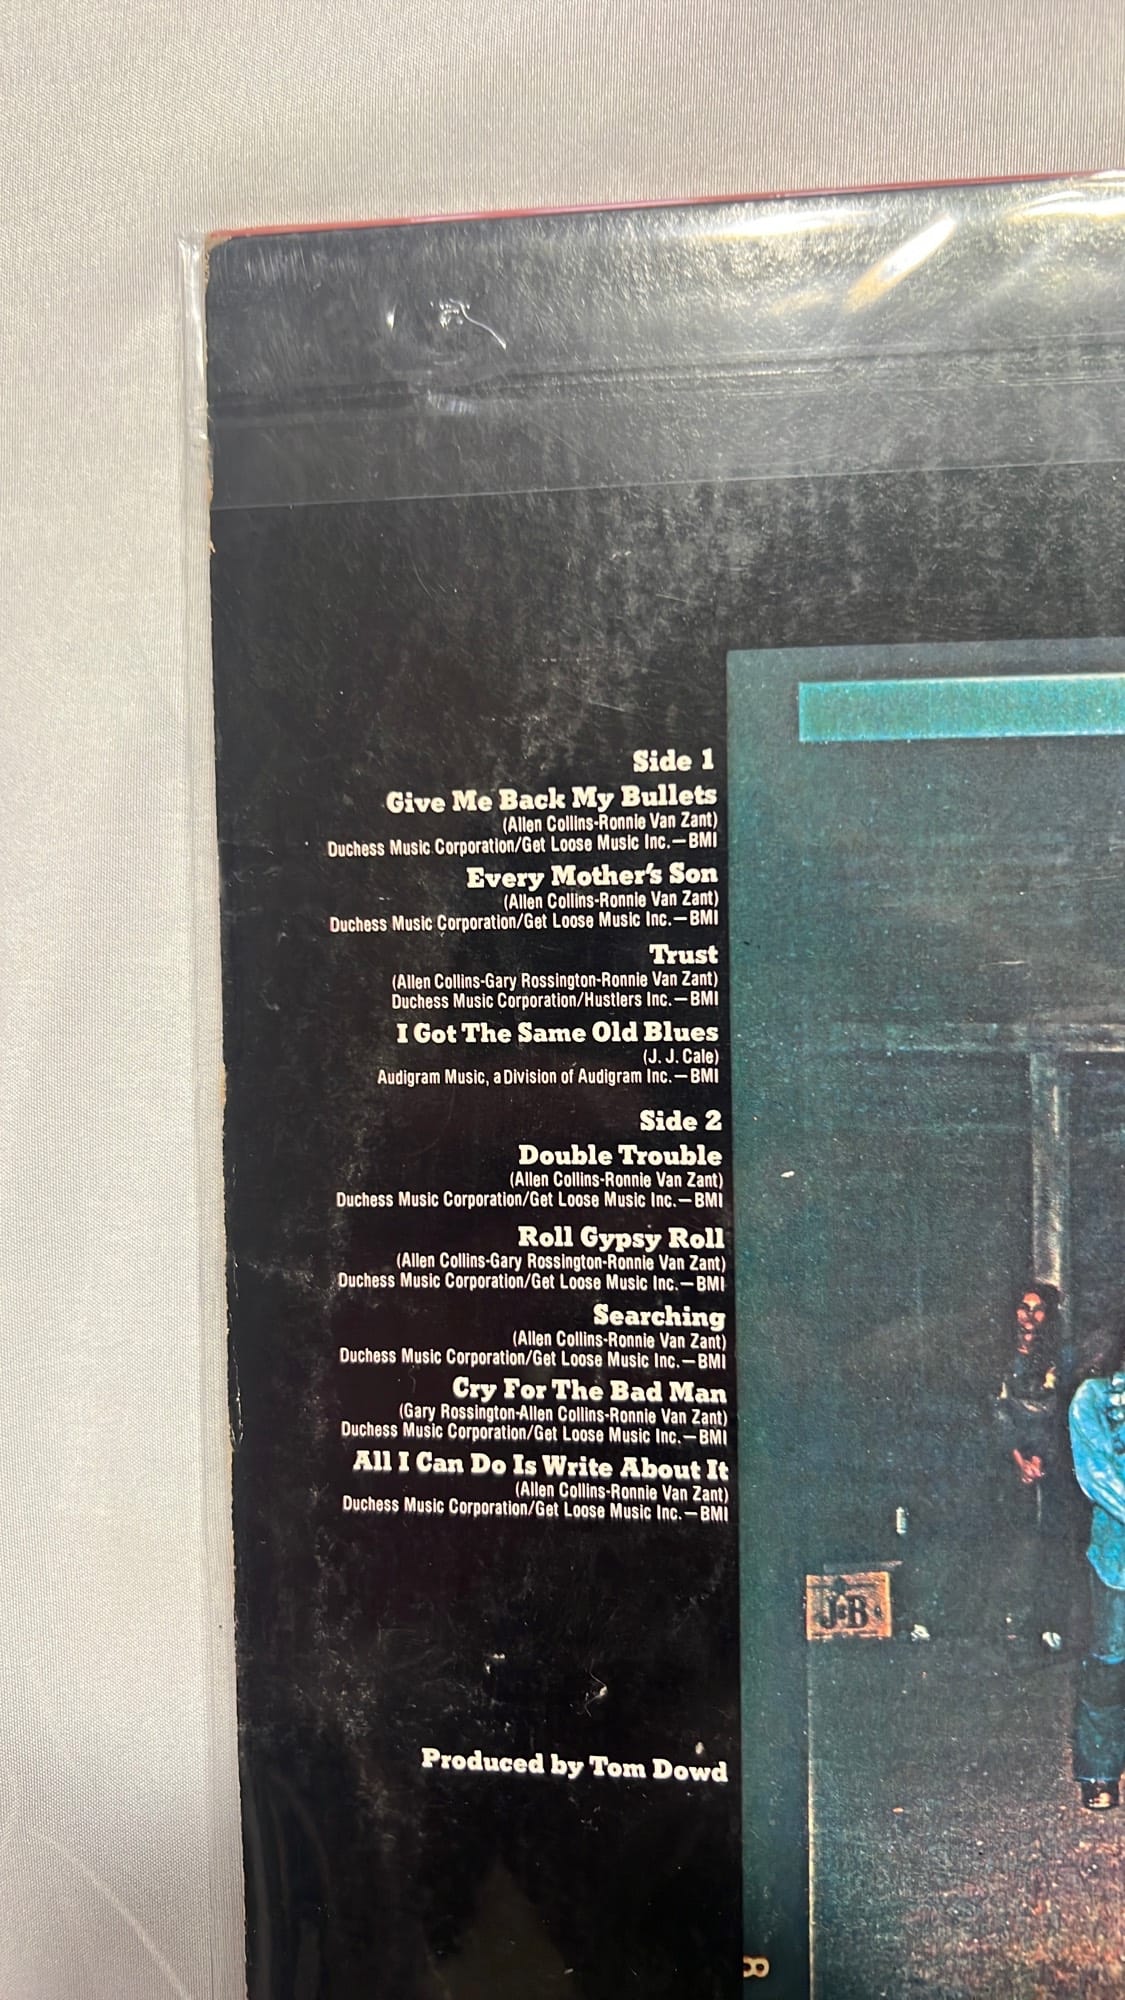 Side 1
Give Me Back My Bullets
(Allen Collins-Ronnie Van Zant)
Duchess Music Corporation/Get Loose Music Inc.—BMI
Every Mother's Son
(Allen Collins-Ronnie Van Zant)
Duchess Music Corporation/Get Loose Music Inc.—BMI
Trust
(Allen Collins-Gary Rossington-Ronnie Van Zant)
Duchess Music Corporation/Hustlers Inc.—BMI
I Got The Same Old Blues
(J. J. Cale)
Audigram Music, a Division of Audigram Inc.—BMI
Side 2
Double Trouble
(Allen Collins-Ronnie Van Zant)
Duchess Music Corporation/Get Loose Music Inc.—BMI
Roll Gypsy Roll
(Allen Collins-Gary Rossington-Ronnie Van Zant)
Duchess Music Corporation/Get Loose Music Inc.—BMI
Searching
(Allen Collins-Ronnie Van Zant)
Duchess Music Corporation/Get Loose Music Inc.—BMI
Cry For The Bad Man
(Gary Rossington-Allen Collins-Ronnie Van Zant)
Duchess Music Corporation/Get Loose Music Inc.—BMI
All I Can Do Is Write About It
(Allen Collins-Ronnie Van Zant)
Duchess Music Corporation/Get Loose Music Inc.—BMI
J&B
Produced by Tom Dowd